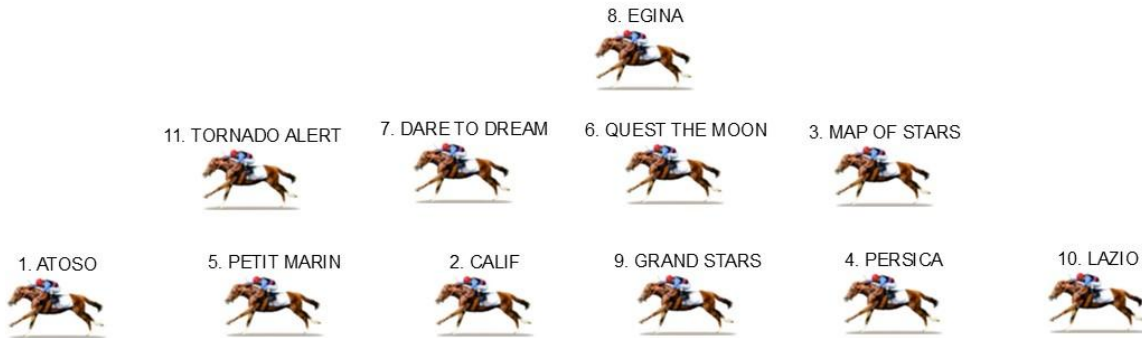 8. EGINA
11. TORNADO ALERT
7. DARE TO DREAM
6. QUEST THE MOON
3. MAP OF STARS
1. ATOSO
5. PETIT MARIN
2. CALIF
9. GRAND STARS
4. PERSICA
10. LAZIO